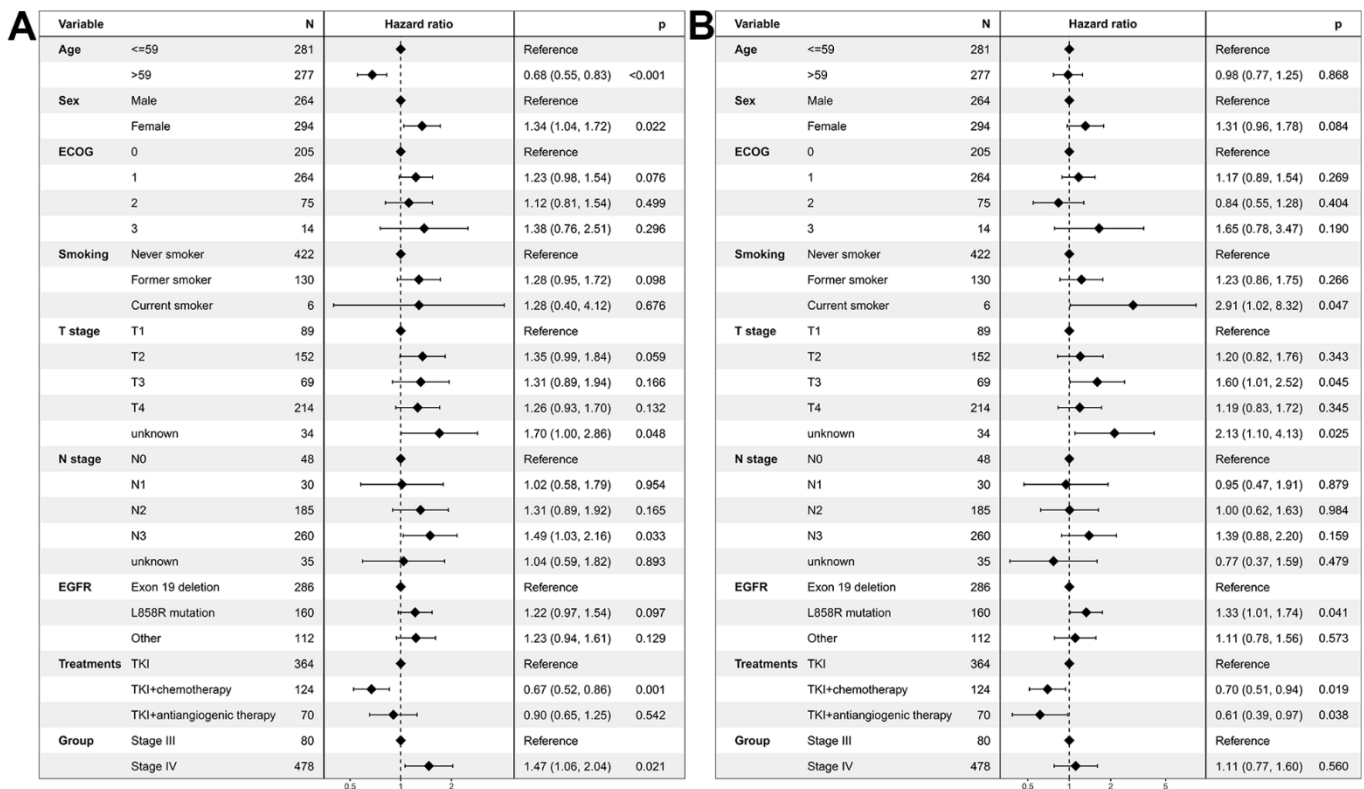 A
Variable N Hazard ratio p
Age <=59 281 Reference
>59 277 0.68 (0.55, 0.83) <0.001
Sex Male 264 Reference
Female 294 1.34 (1.04, 1.72) 0.022
ECOG 0 205 Reference
1 264 1.23 (0.98, 1.54) 0.076
2 75 1.12 (0.81, 1.54) 0.499
3 14 1.38 (0.76, 2.51) 0.296
Smoking Never smoker 422 Reference
Former smoker 130 1.28 (0.95, 1.72) 0.098
Current smoker 6 1.28 (0.40, 4.12) 0.676
T stage T1 89 Reference
T2 152 1.35 (0.99, 1.84) 0.059
T3 69 1.31 (0.89, 1.94) 0.166
T4 214 1.26 (0.93, 1.70) 0.132
unknown 34 1.70 (1.00, 2.86) 0.048
N stage N0 48 Reference
N1 30 1.02 (0.58, 1.79) 0.954
N2 185 1.31 (0.89, 1.92) 0.165
N3 260 1.49 (1.03, 2.16) 0.033
unknown 35 1.04 (0.59, 1.82) 0.893
EGFR Exon 19 deletion 286 Reference
L858R mutation 160 1.22 (0.97, 1.54) 0.097
Other 112 1.23 (0.94, 1.61) 0.129
Treatments TKI 364 Reference
TKI+chemotherapy 124 0.67 (0.52, 0.86) 0.001
TKI+antiangiogenic therapy 70 0.90 (0.65, 1.25) 0.542
Group Stage III 80 Reference
Stage IV 478 1.47 (1.06, 2.04) 0.021
0.5 1 2
B
Variable N Hazard ratio p
Age <=59 281 Reference
>59 277 0.98 (0.77, 1.25) 0.868
Sex Male 264 Reference
Female 294 1.31 (0.96, 1.78) 0.084
ECOG 0 205 Reference
1 264 1.17 (0.89, 1.54) 0.269
2 75 0.84 (0.55, 1.28) 0.404
3 14 1.65 (0.78, 3.47) 0.190
Smoking Never smoker 422 Reference
Former smoker 130 1.23 (0.86, 1.75) 0.266
Current smoker 6 2.91 (1.02, 8.32) 0.047
T stage T1 89 Reference
T2 152 1.20 (0.82, 1.76) 0.343
T3 69 1.60 (1.01, 2.52) 0.045
T4 214 1.19 (0.83, 1.72) 0.345
unknown 34 2.13 (1.10, 4.13) 0.025
N stage N0 48 Reference
N1 30 0.95 (0.47, 1.91) 0.879
N2 185 1.00 (0.62, 1.63) 0.984
N3 260 1.39 (0.88, 2.20) 0.159
unknown 35 0.77 (0.37, 1.59) 0.479
EGFR Exon 19 deletion 286 Reference
L858R mutation 160 1.33 (1.01, 1.74) 0.041
Other 112 1.11 (0.78, 1.56) 0.573
Treatments TKI 364 Reference
TKI+chemotherapy 124 0.70 (0.51, 0.94) 0.019
TKI+antiangiogenic therapy 70 0.61 (0.39, 0.97) 0.038
Group Stage III 80 Reference
Stage IV 478 1.11 (0.77, 1.60) 0.560
0.5 1 2 5